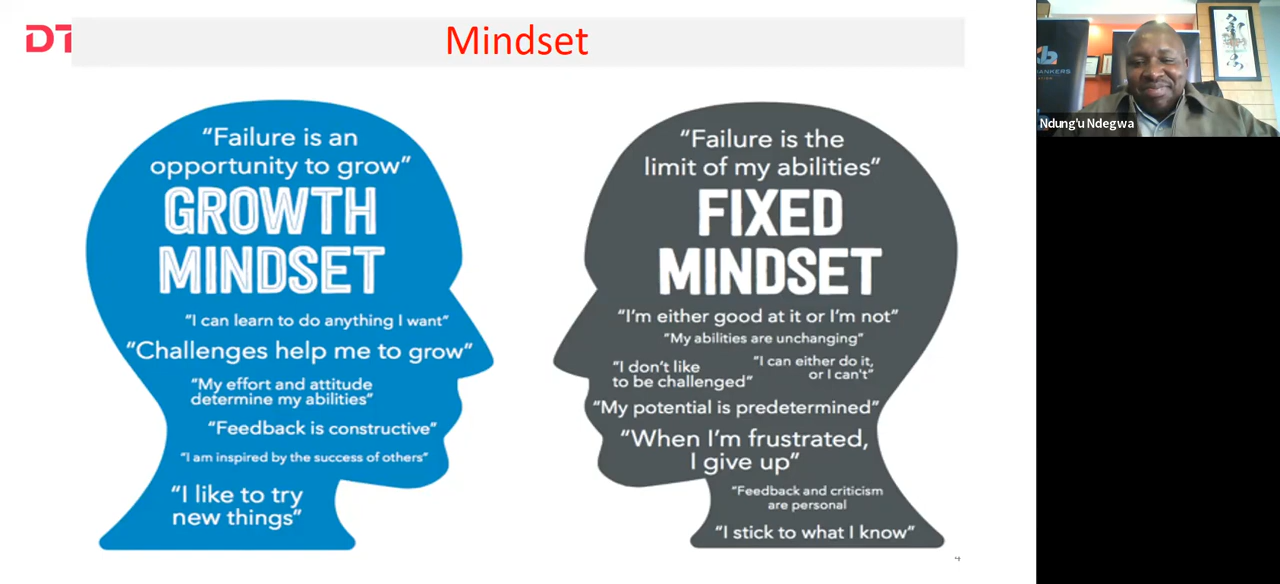 DT
Mindset
“Failure is an
opportunity to grow”
GROWTH
MINDSET
“I can learn to do anything I want”
“Challenges help me to grow”
“My effort and attitude
determine my abilities”
“Feedback is constructive”
“I am inspired by the success of others”
“I like to try
new things”
“Failure is the
limit of my abilities”
FIXED
MINDSET
“I’m either good at it or I’m not”
“My abilities are unchanging”
“I don’t like
to be challenged”
“I can either do it,
or I can't”
“My potential is predetermined”
“When I’m frustrated,
I give up”
“Feedback and criticism
are personal
“I stick to what I know”
4
Ndung'u Ndegwa